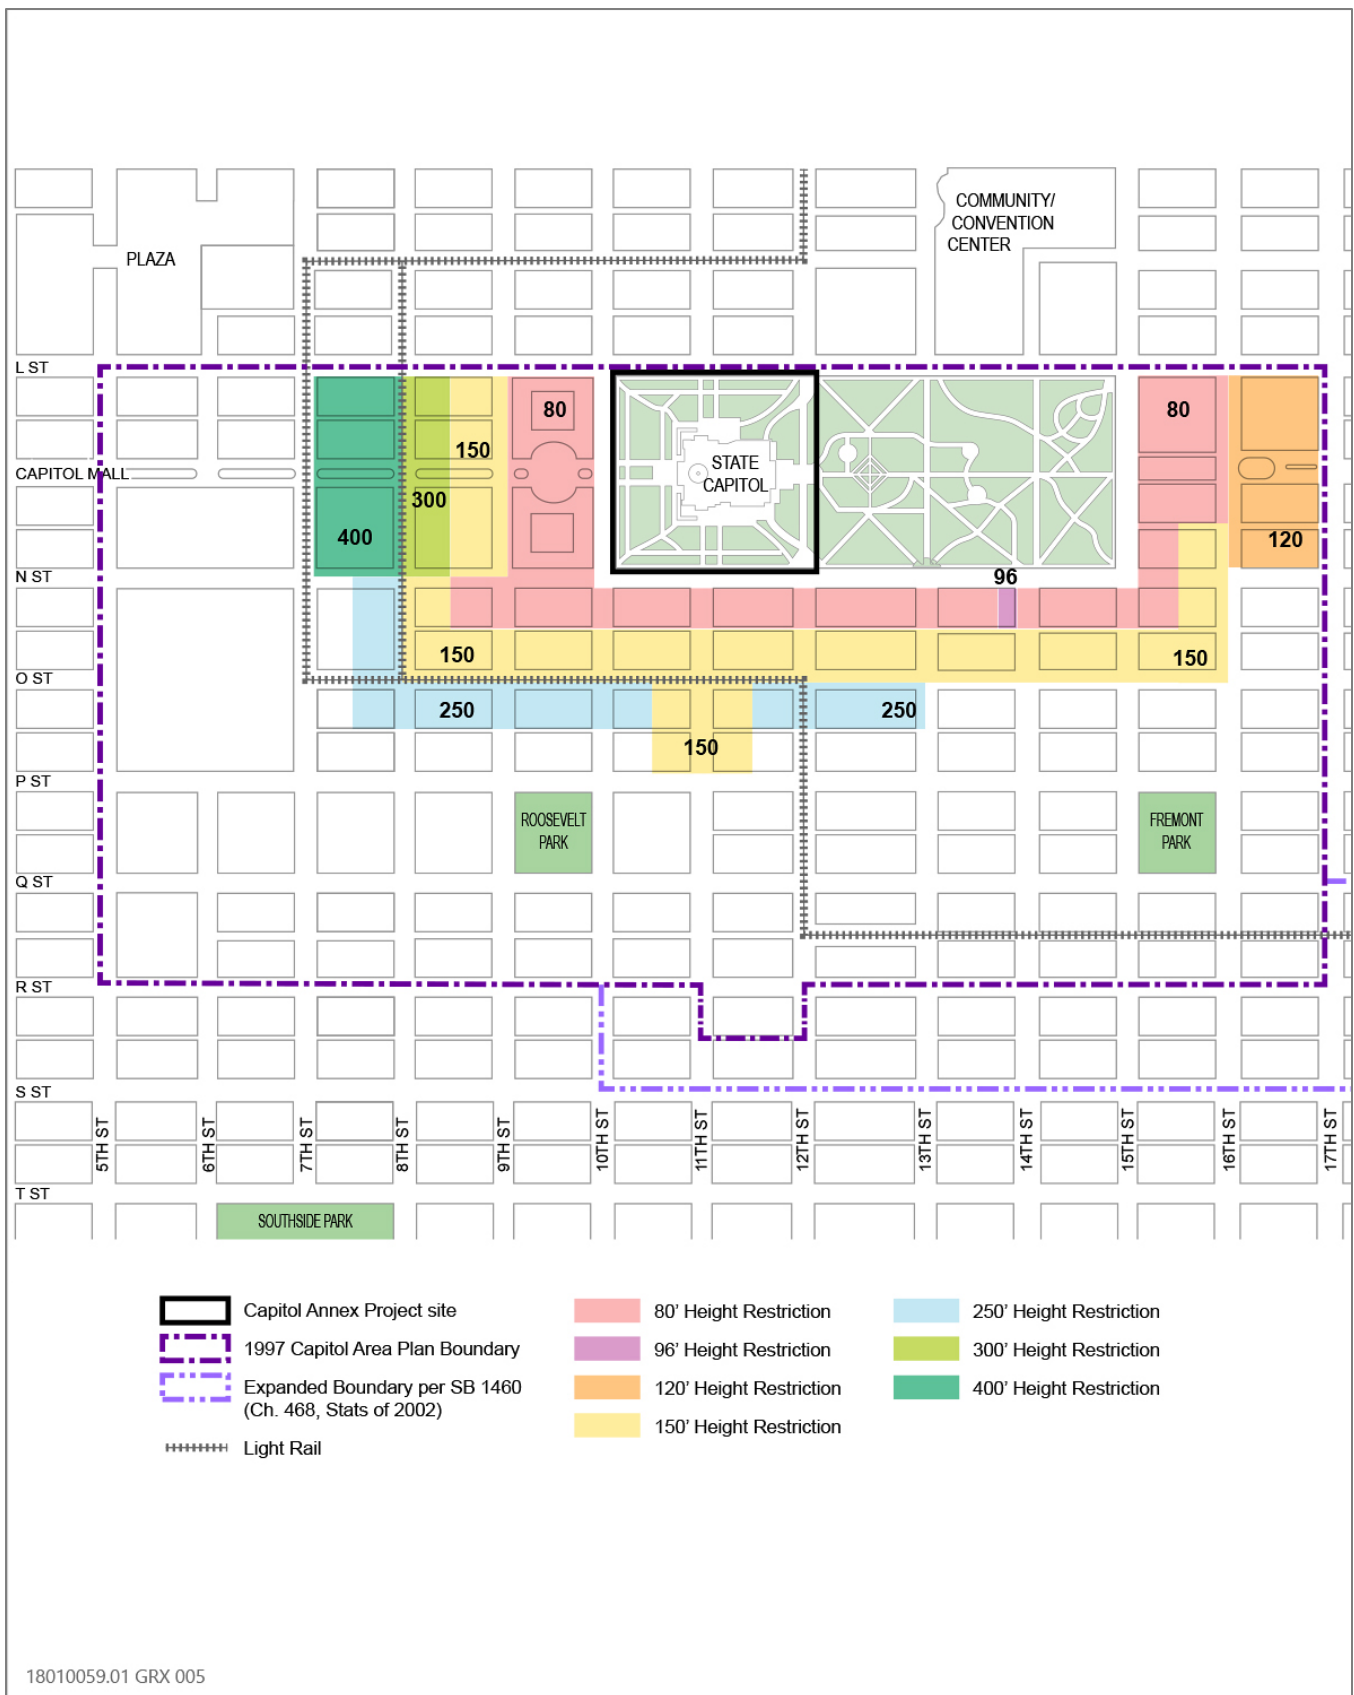 COMMUNITY/
CONVENTION
CENTER
PLAZA
L ST
80
80
150
STATE
CAPITOL
CAPITOL MALL
300
400
120
N ST
96
150
150
O ST
250
250
150
P ST
ROOSEVELT
PARK
FREMONT
PARK
Q ST
R ST
S ST
5TH ST
6TH ST
7TH ST
8TH ST
9TH ST
10TH ST
11TH ST
12TH ST
13TH ST
14TH ST
15TH ST
16TH ST
17TH ST
T ST
SOUTHSIDE PARK
Capitol Annex Project site
1997 Capitol Area Plan Boundary
Expanded Boundary per SB 1460
(Ch. 468, Stats of 2002)
Light Rail
80’ Height Restriction
96’ Height Restriction
120’ Height Restriction
150’ Height Restriction
250’ Height Restriction
300’ Height Restriction
400’ Height Restriction
18010059.01 GRX 005